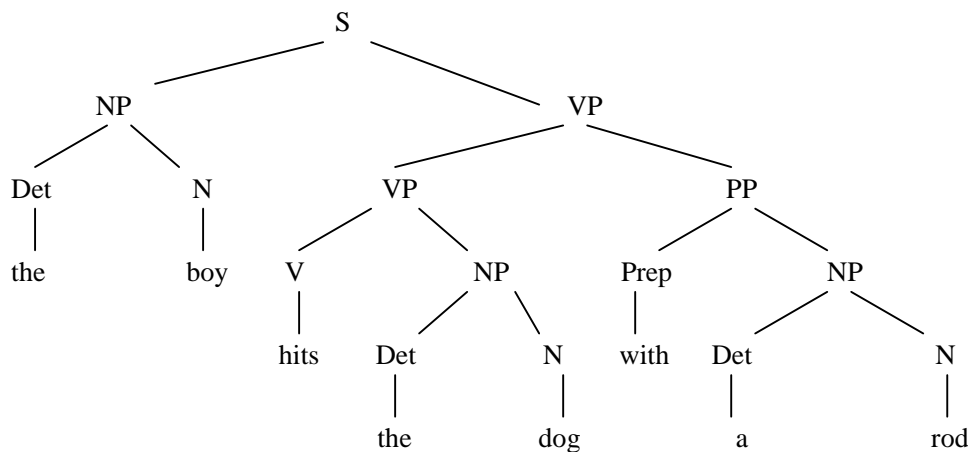 S
NP VP
Det N VP PP
the boy V NP Prep NP
hits Det N with Det N
the dog a rod